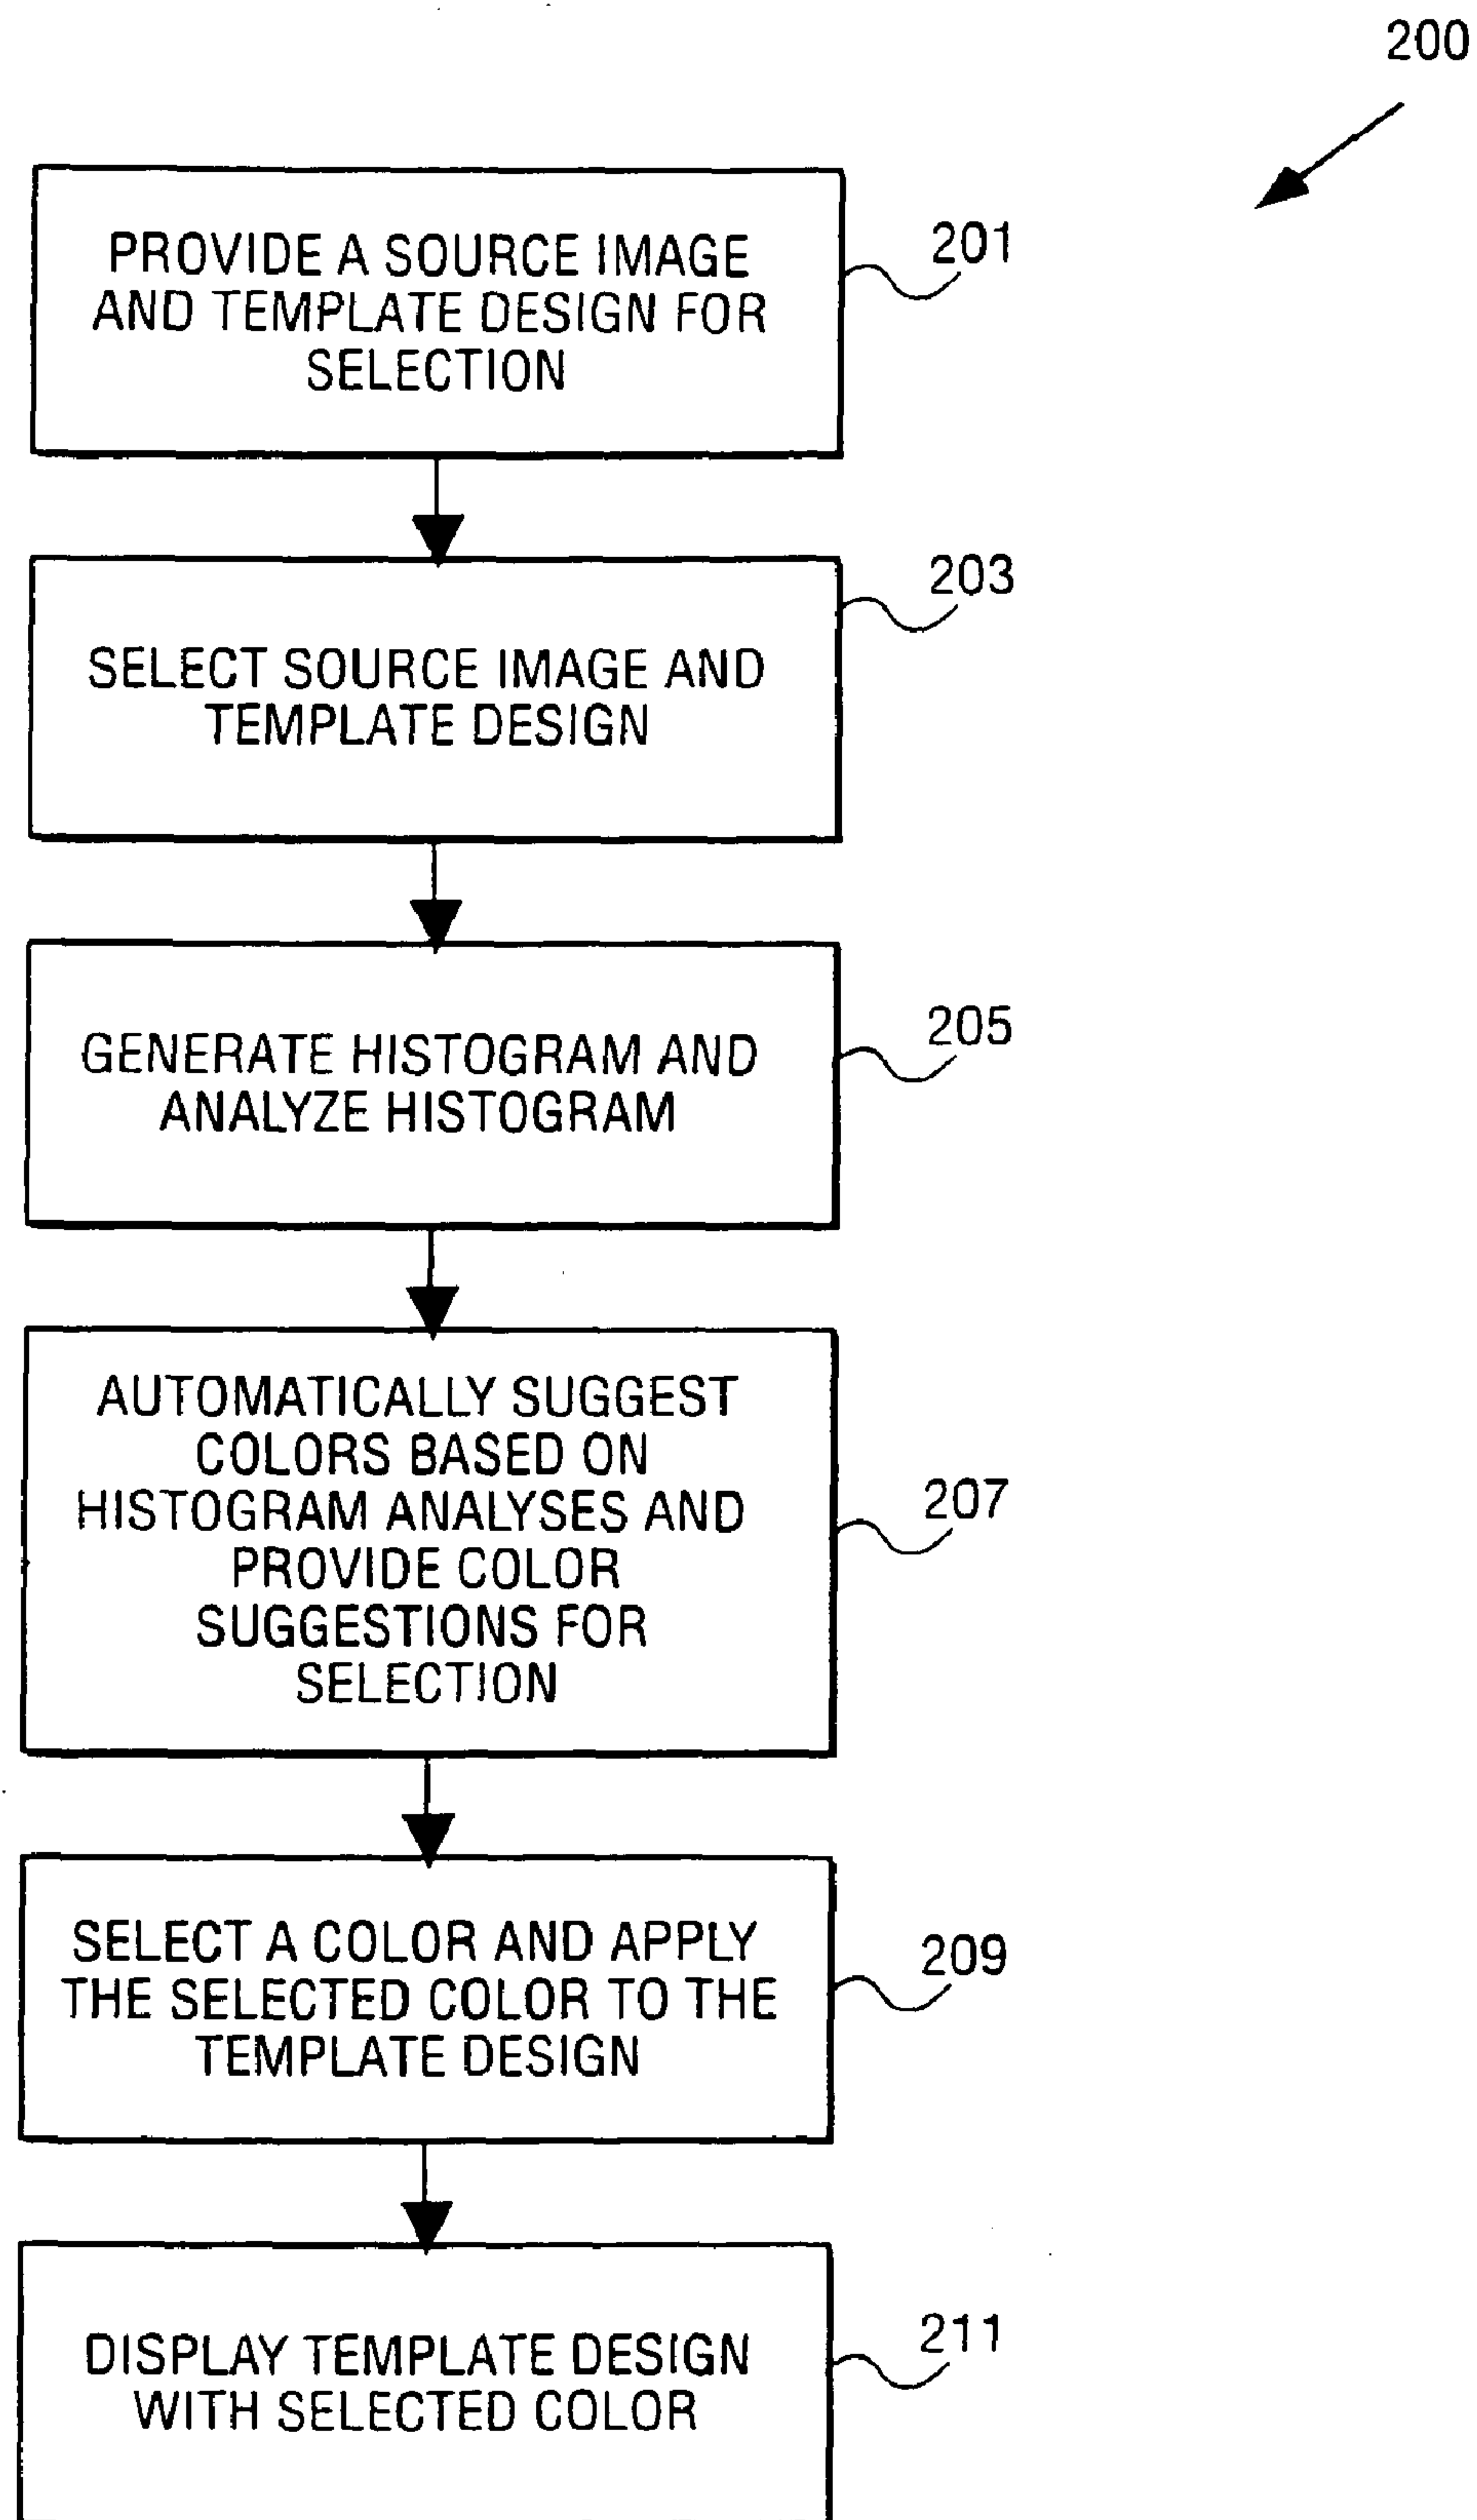 200
PROVIDE A SOURCE IMAGE
AND TEMPLATE DESIGN FOR
SELECTION
201
SELECT SOURCE IMAGE AND
TEMPLATE DESIGN
203
GENERATE HISTOGRAM AND
ANALYZE HISTOGRAM
205
AUTOMATICALLY SUGGEST
COLORS BASED ON
HISTOGRAM ANALYSES AND
PROVIDE COLOR
SUGGESTIONS FOR
SELECTION
207
SELECT A COLOR AND APPLY
THE SELECTED COLOR TO THE
TEMPLATE DESIGN
209
DISPLAY TEMPLATE DESIGN
WITH SELECTED COLOR
211